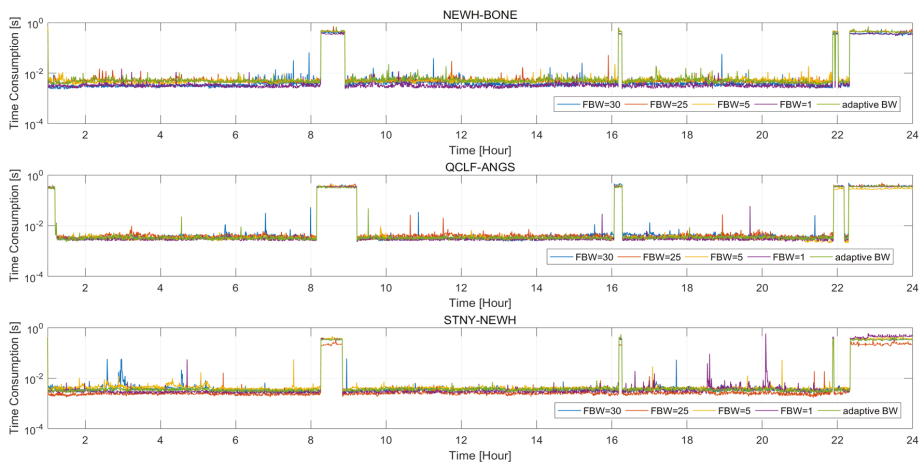 NEWH-BONE
Time Consumption [s]
10^0
10^-2
10^-4
FBW=30 FBW=25 FBW=5 FBW=1 adaptive BW
2 4 6 8 10 12 14 16 18 20 22 24
Time [Hour]
QCLF-ANGS
Time Consumption [s]
10^0
10^-2
10^-4
FBW=30 FBW=25 FBW=5 FBW=1 adaptive BW
2 4 6 8 10 12 14 16 18 20 22 24
Time [Hour]
STNY-NEWH
Time Consumption [s]
10^0
10^-2
10^-4
FBW=30 FBW=25 FBW=5 FBW=1 adaptive BW
2 4 6 8 10 12 14 16 18 20 22 24
Time [Hour]